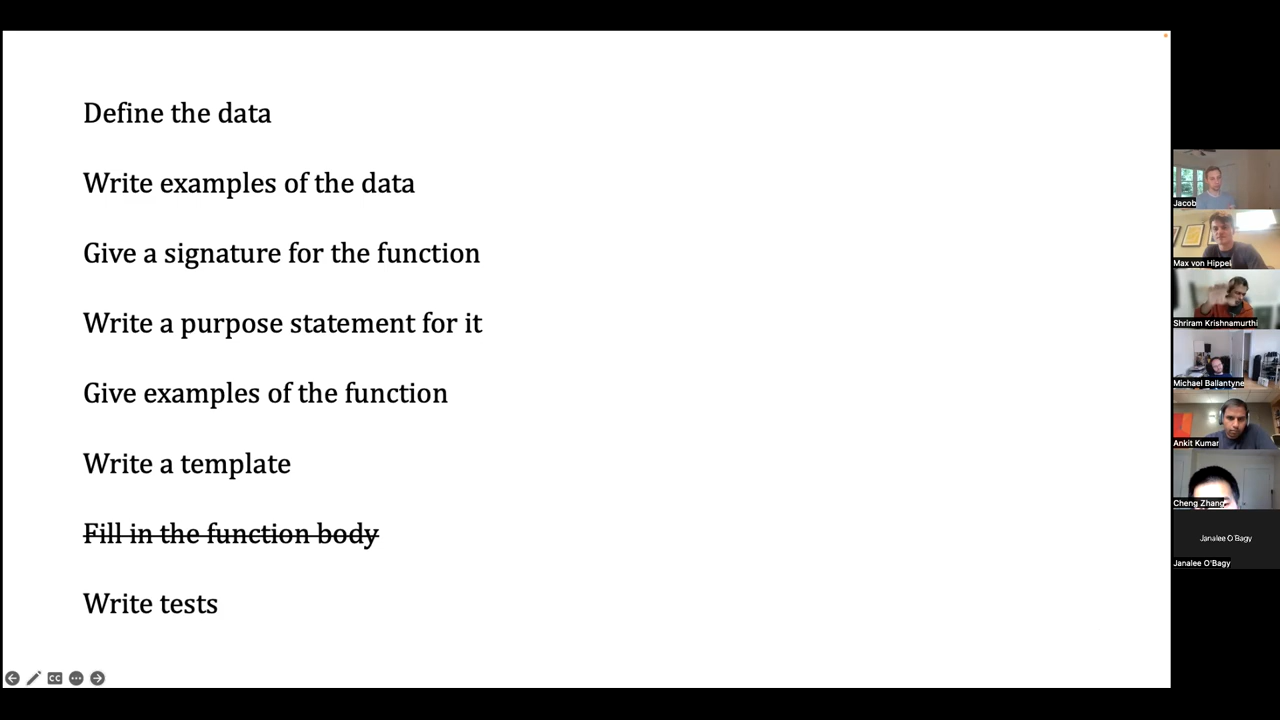 Define the data
Write examples of the data
Give a signature for the function
Write a purpose statement for it
Give examples of the function
Write a template
Fill in the function body
Write tests
Jacob
Max von Hippel
Shriram Krishnamurthi
Michael Ballantyne
Ankit Kumar
Cheng Zhang
Janalee O Bagy
Janalee O'Bagy
CC